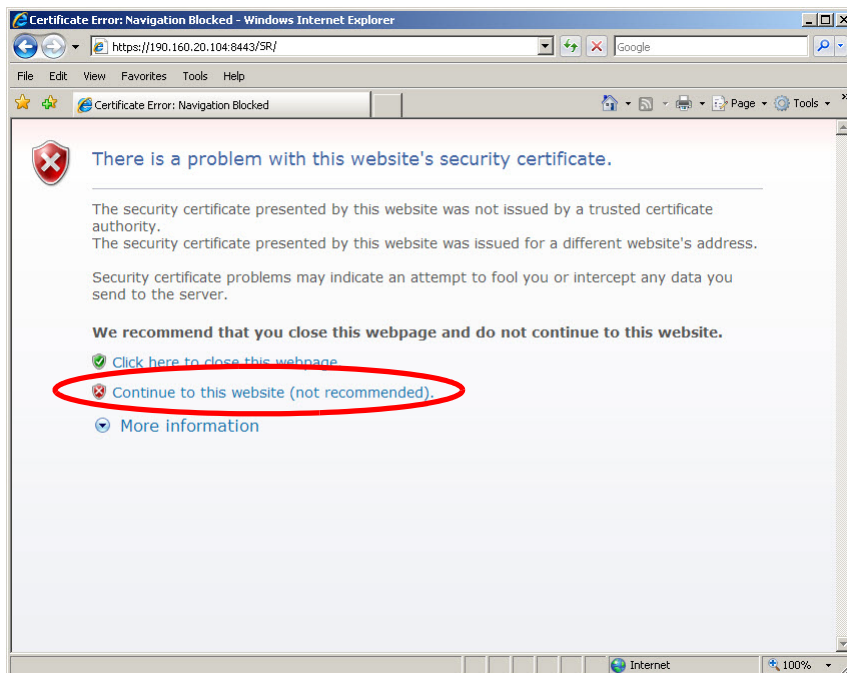 Certificate Error: Navigation Blocked - Windows Internet Explorer
https://190.160.20.104:8443/SR/
Google
File Edit View Favorites Tools Help
Certificate Error: Navigation Blocked
Page Tools »
There is a problem with this website's security certificate.
The security certificate presented by this website was not issued by a trusted certificate
authority.
The security certificate presented by this website was issued for a different website's address.
Security certificate problems may indicate an attempt to fool you or intercept any data you
send to the server.
We recommend that you close this webpage and do not continue to this website.
Click here to close this webpage.
Continue to this website (not recommended).
More information
Internet 100%